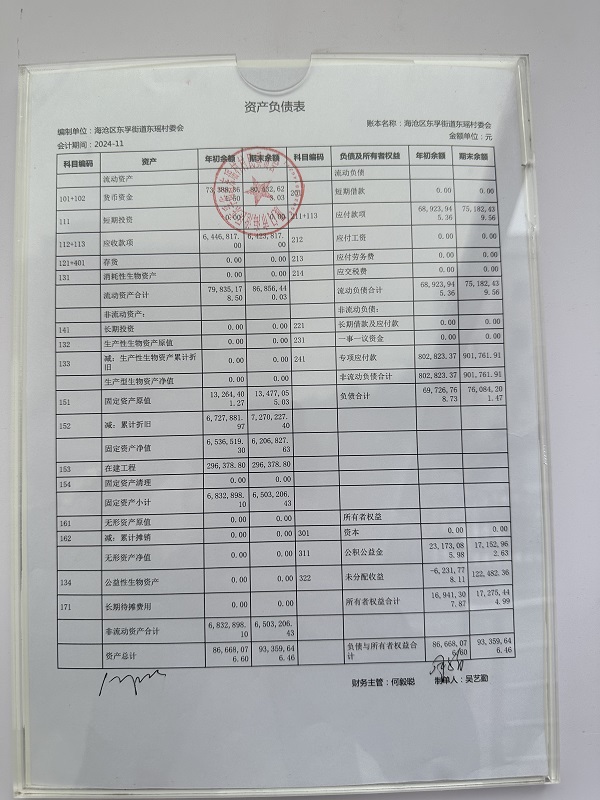 资产负债表
编制单位：海沧区东孚街道东瑶村委会 账本名称：海沧区东孚街道东瑶村委会
会计期间：2024-11 金额单位：元
科目编码 资产 年初余额 期末余额 科目编码 负债及所有者权益 年初余额 期末余额
流动资产 流动负债
101+102 货币资金 201 短期借款 0.00 0.00
111 短期投资 0.00 211+113 应付款项 68,923,945.36 75,182,439.56
112+113 应收款项 6,446,817.00 6,423,817.00 212 应付工资 0.00 0.00
121+401 存货 0.00 0.00 213 应付劳务费 0.00 0.00
131 消耗性生物资产 0.00 0.00 214 应交税费 0.00 0.00
流动资产合计 79,835,178.50 86,856,440.03 流动负债合计 68,923,945.36 75,182,439.56
非流动资产： 非流动负债：
141 长期投资 0.00 0.00 221 长期借款及应付款 0.00 0.00
132 生产性生物资产原值 0.00 0.00 231 一事一议资金 0.00 0.00
133 减：生产性生物资产累计折旧 0.00 0.00 241 专项应付款 802,823.37 901,761.91
生产型生物资产净值 0.00 0.00 非流动负债合计 802,823.37 901,761.91
151 固定资产原值 13,264,401.27 13,477,055.03 负债合计 69,726,768.73 76,084,201.47
152 减：累计折旧 6,727,881.97 7,270,227.40
固定资产净值 6,536,519.30 6,206,827.63
153 在建工程 296,378.80 296,378.80
154 固定资产清理 0.00 0.00
固定资产小计 6,832,898.10 6,503,206.43
161 无形资产原值 0.00 0.00 所有者权益
162 减：累计摊销 0.00 0.00 301 资本 0.00 0.00
无形资产净值 0.00 0.00 311 公积公益金 23,173,085.98 17,152,962.63
134 公益性生物资产 0.00 0.00 322 未分配收益 -6,231,778.11 122,482.36
171 长期待摊费用 0.00 0.00 所有者权益合计 16,941,307.87 17,275,444.99
非流动资产合计 6,832,898.10 6,503,206.43
资产总计 86,668,076.60 93,359,646.46 负债与所有者权益合计 86,668,076.60 93,359,646.46
财务主管：何毅聪 制单人：吴艺勤